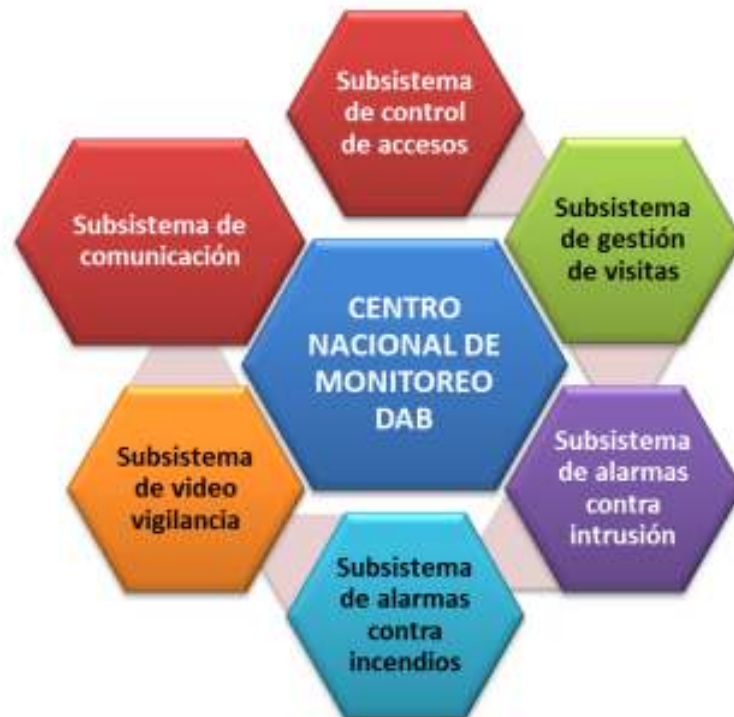 Subsistema
de control
de accesos
Subsistema de
comunicación
Subsistema
de gestión
de visitas
CENTRO
NACIONAL DE
MONITOREO
DAB
Subsistema
de video
vigilancia
Subsistema
de alarmas
contra
intrusión
Subsistema
de alarmas
contra
incendios